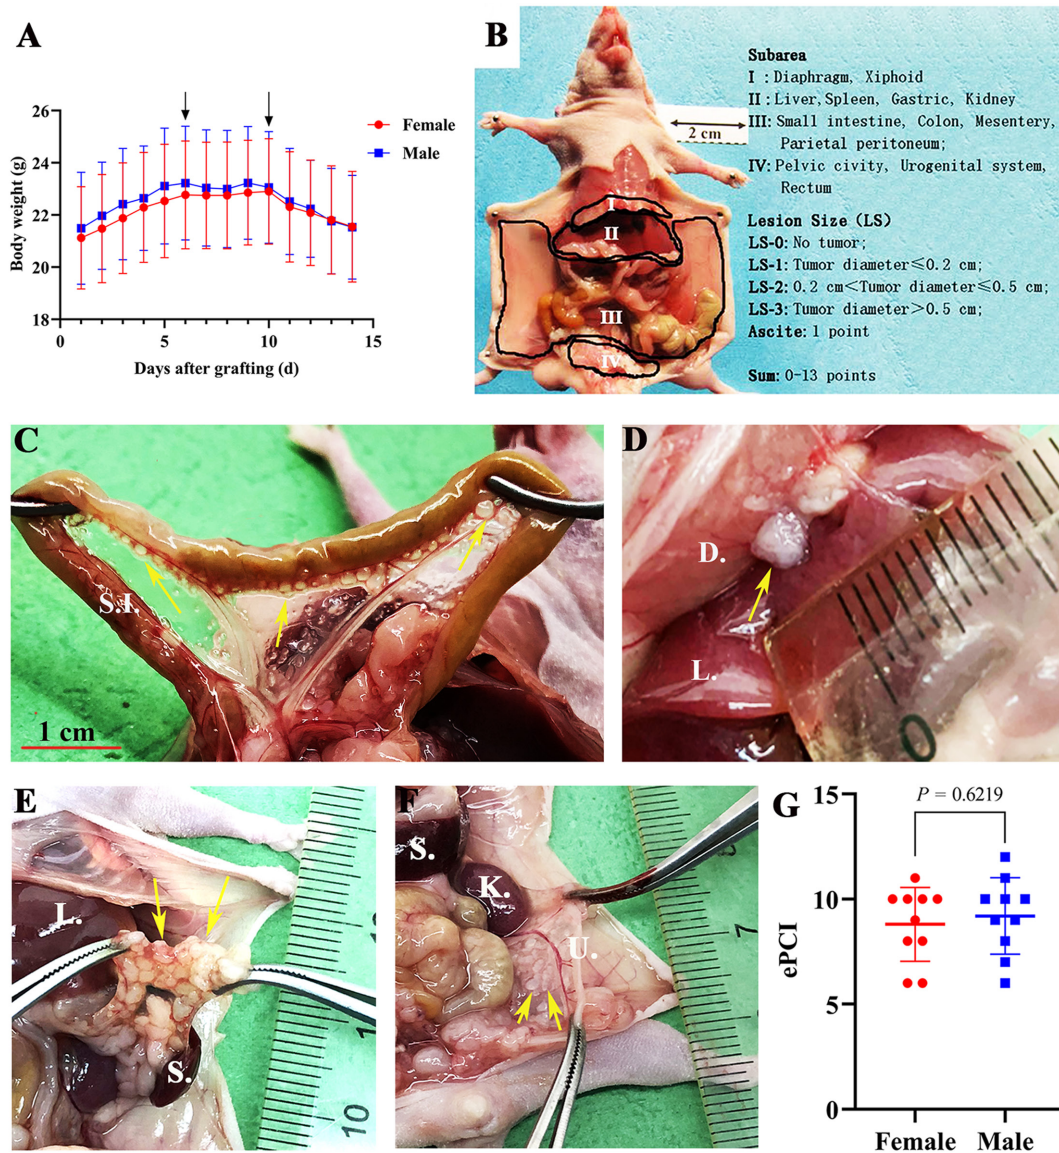 A
26
24
22
20
18
Body weight (g)
0
5
10
15
Days after grafting (d)
Female
Male
B
2 cm
I
II
III
IV
Subarea
I : Diaphragm, Xiphoid
II : Liver,Spleen, Gastric, Kidney
III: Small intestine, Colon, Mesentery,
Parietal peritoneum;
IV: Pelvic civity, Urogenital system,
Rectum
Lesion Size (LS)
LS-0: No tumor;
LS-1: Tumor diameter≤0.2 cm;
LS-2: 0.2 cm<Tumor diameter≤0.5 cm;
LS-3: Tumor diameter>0.5 cm;
Ascite: 1 point
Sum: 0-13 points
C
S.I.
1 cm
D
D.
L.
0
E
L.
S.
10
F
S.
K.
U.
7
G
P = 0.6219
15
10
5
0
ePCI
Female
Male